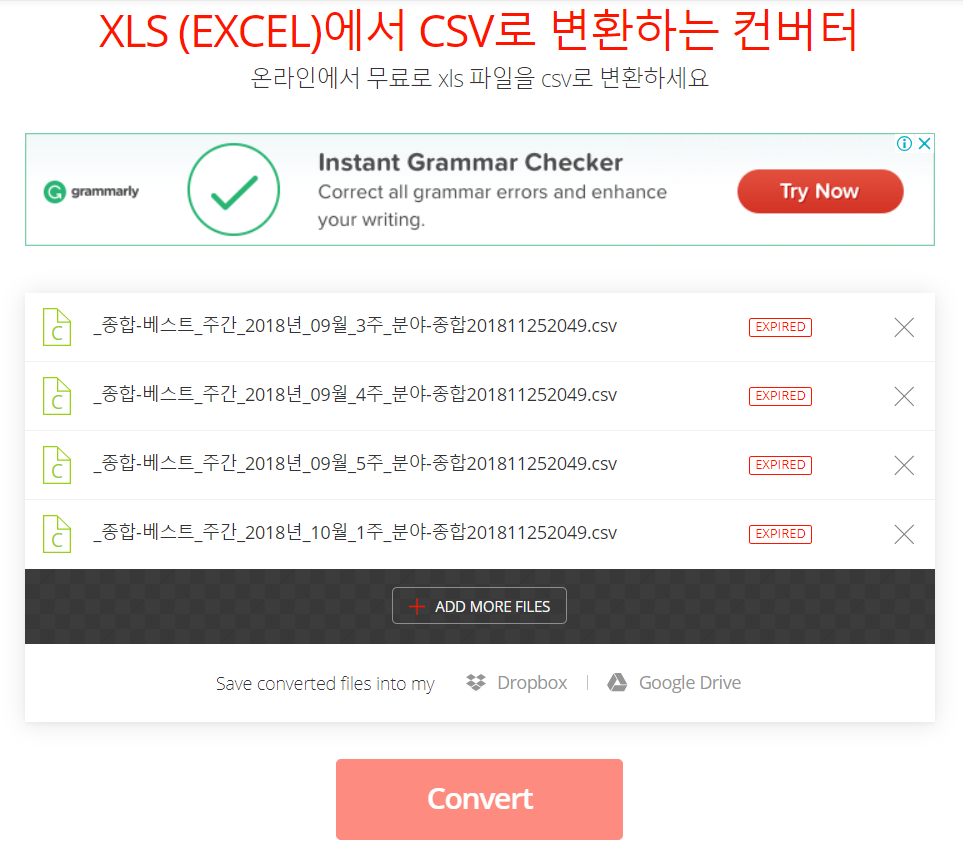 XLS (EXCEL)에서 CSV로 변환하는 컨버터
온라인에서 무료로 xls 파일을 csv로 변환하세요
grammarly
Instant Grammar Checker
Correct all grammar errors and enhance
your writing.
Try Now
C _종합-베스트_주간_2018년_09월_3주_분야-종합201811252049.csv EXPIRED
C _종합-베스트_주간_2018년_09월_4주_분야-종합201811252049.csv EXPIRED
C _종합-베스트_주간_2018년_09월_5주_분야-종합201811252049.csv EXPIRED
C _종합-베스트_주간_2018년_10월_1주_분야-종합201811252049.csv EXPIRED
ADD MORE FILES
Save converted files into my Dropbox | Google Drive
Convert